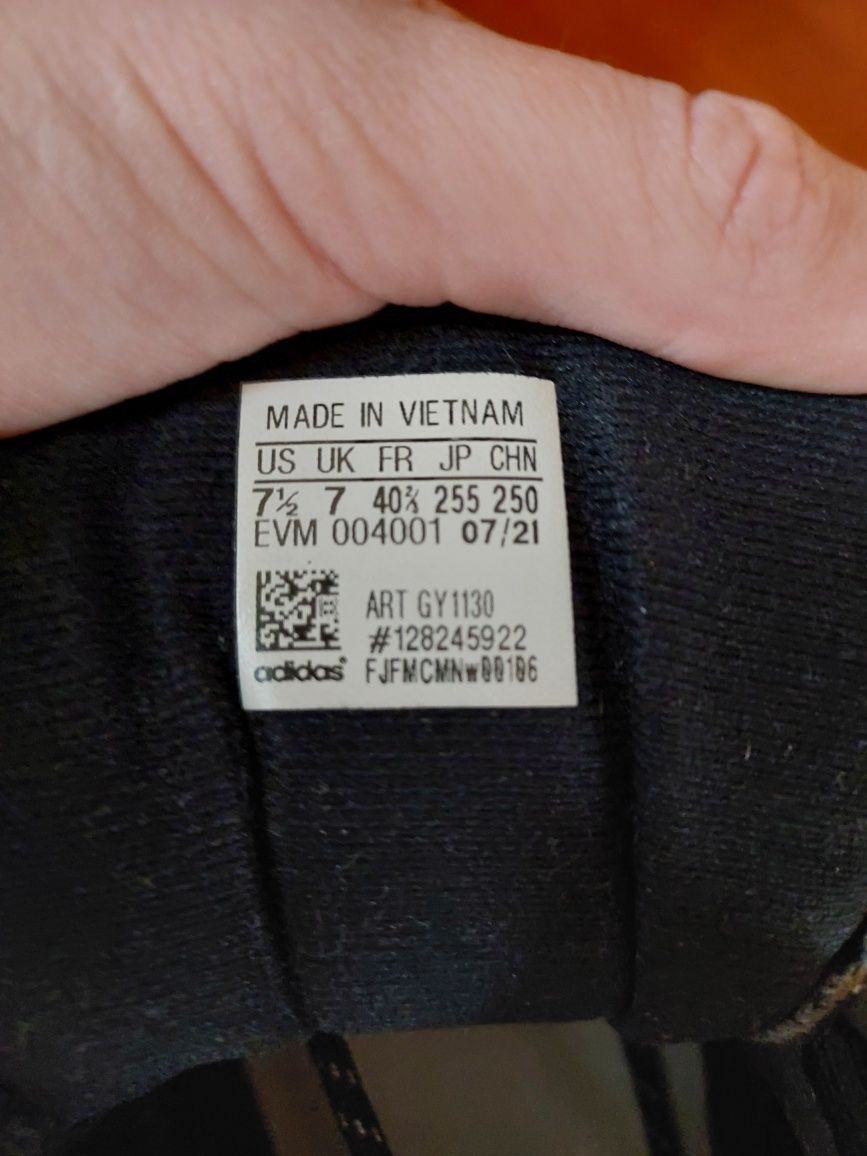 MADE IN VIETNAM
US UK FR JP CHN
7½ 7 40⅔ 255 250
EVM 004001 07/21
ART GY1130
#128245922
adidas® FJFMCMNw00106